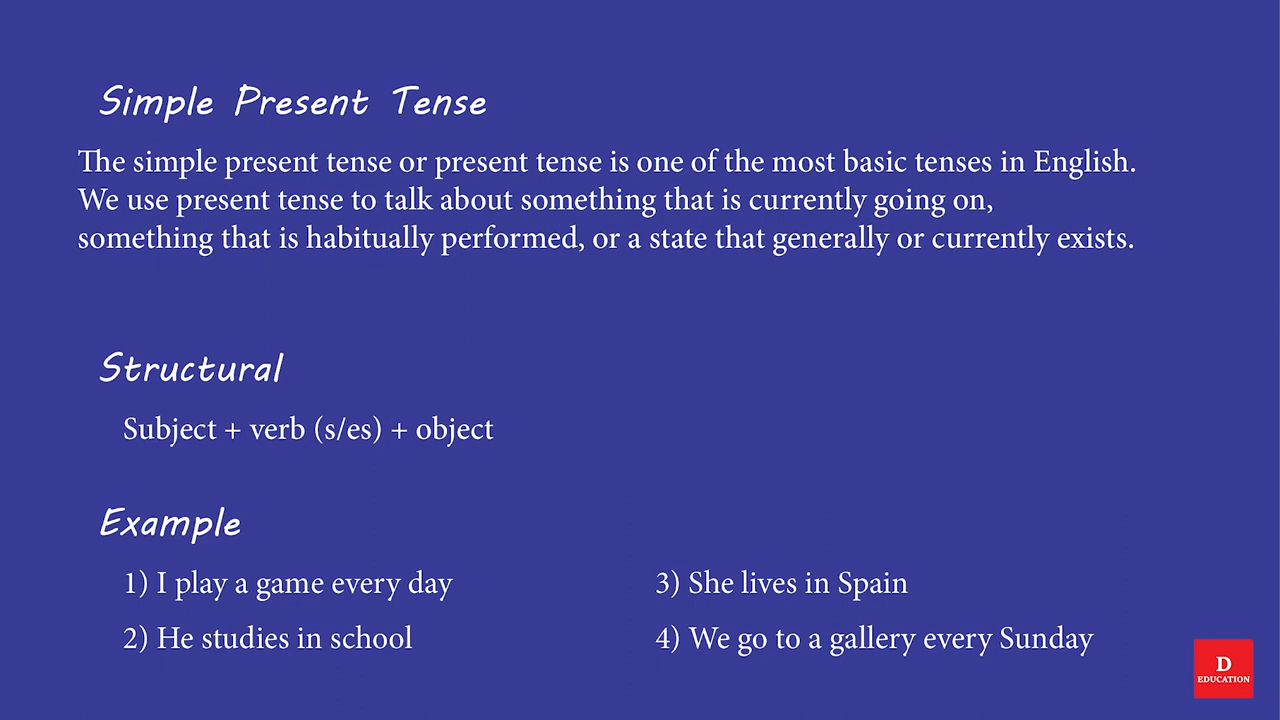 Simple Present Tense
The simple present tense or present tense is one of the most basic tenses in English.
We use present tense to talk about something that is currently going on,
something that is habitually performed, or a state that generally or currently exists.
Structural
Subject + verb (s/es) + object
Example
1) I play a game every day
2) He studies in school
3) She lives in Spain
4) We go to a gallery every Sunday
D
EDUCATION